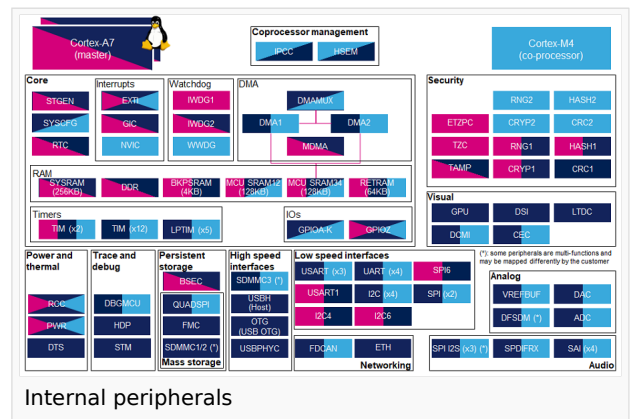 Cortex-A7
(master)
Coprocessor management
IPCC
HSEM
Cortex-M4
(co-processor)
Core
STGEN
SYSCFG
RTC
Interrupts
EXTI
GIC
NVIC
Watchdog
IWDG1
IWDG2
WWDG
DMA
DMAMUX
DMA1
DMA2
MDMA
Security
RNG2
HASH2
ETZPC
CRYP2
CRC2
TZC
RNG1
HASH1
TAMP
CRYP1
CRC1
RAM
SYSRAM
(256KB)
DDR
BKPSRAM
(4KB)
MCU SRAM12
(128KB)
MCU SRAM34
(128KB)
RETRAM
(64KB)
Timers
TIM (x2)
TIM (x12)
LPTIM (x5)
IOs
GPIOA-K
GPIOZ
Visual
GPU
DSI
LTDC
DCMI
CEC
Power and
thermal
RCC
PWR
DTS
Trace and
debug
DBGMCU
HDP
STM
Persistent
storage
BSEC
QUADSPI
FMC
SDMMC1/2 (*)
Mass storage
High speed
interfaces
SDMMC3 (*)
USBH
(Host)
OTG
(USB OTG)
USBPHYC
Low speed interfaces
USART (x3)
UART (x4)
SPI6
USART1
I2C (x4)
SPI (x2)
I2C4
I2C6
(*): some peripherals are multi-functions and
may be mapped differently by the customer
Analog
VREFBUF
DAC
DFSDM (*)
ADC
FDCAN
ETH
Networking
SPI I2S (x3) (*)
SPDIFRX
SAI (x4)
Audio
Internal peripherals